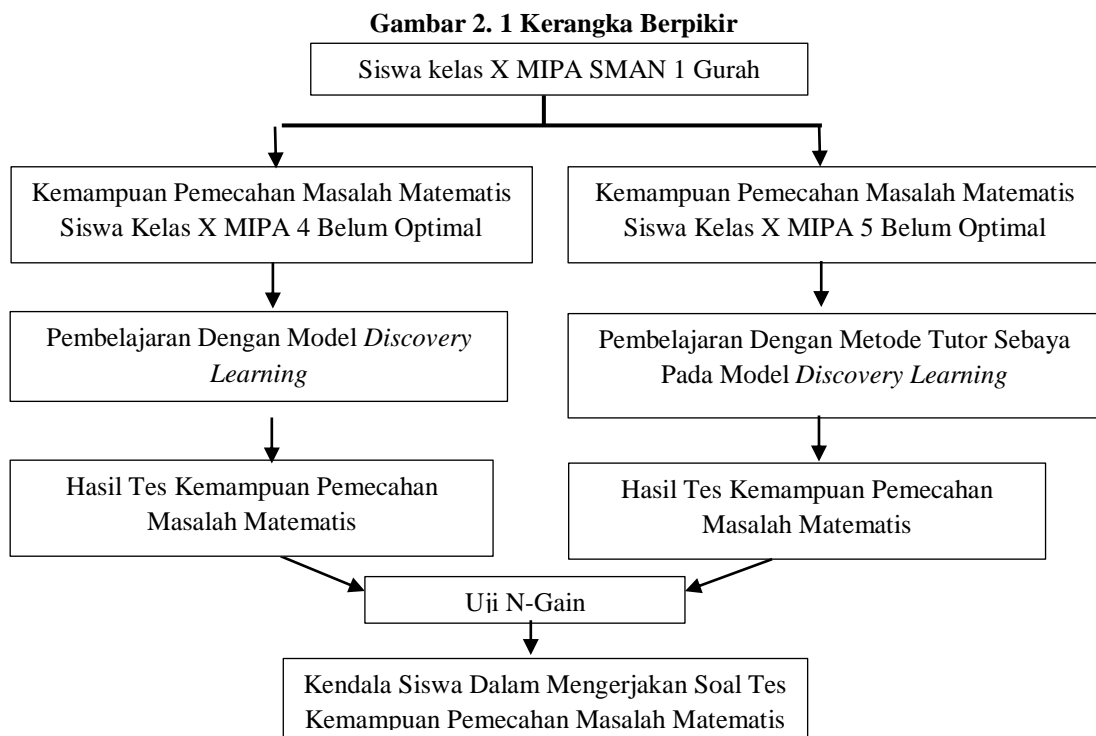 Gambar 2. 1 Kerangka Berpikir
Siswa kelas X MIPA SMAN 1 Gurah
Kemampuan Pemecahan Masalah Matematis
Siswa Kelas X MIPA 4 Belum Optimal
Kemampuan Pemecahan Masalah Matematis
Siswa Kelas X MIPA 5 Belum Optimal
Pembelajaran Dengan Model Discovery
Learning
Pembelajaran Dengan Metode Tutor Sebaya
Pada Model Discovery Learning
Hasil Tes Kemampuan Pemecahan
Masalah Matematis
Hasil Tes Kemampuan Pemecahan
Masalah Matematis
Uji N-Gain
Kendala Siswa Dalam Mengerjakan Soal Tes
Kemampuan Pemecahan Masalah Matematis